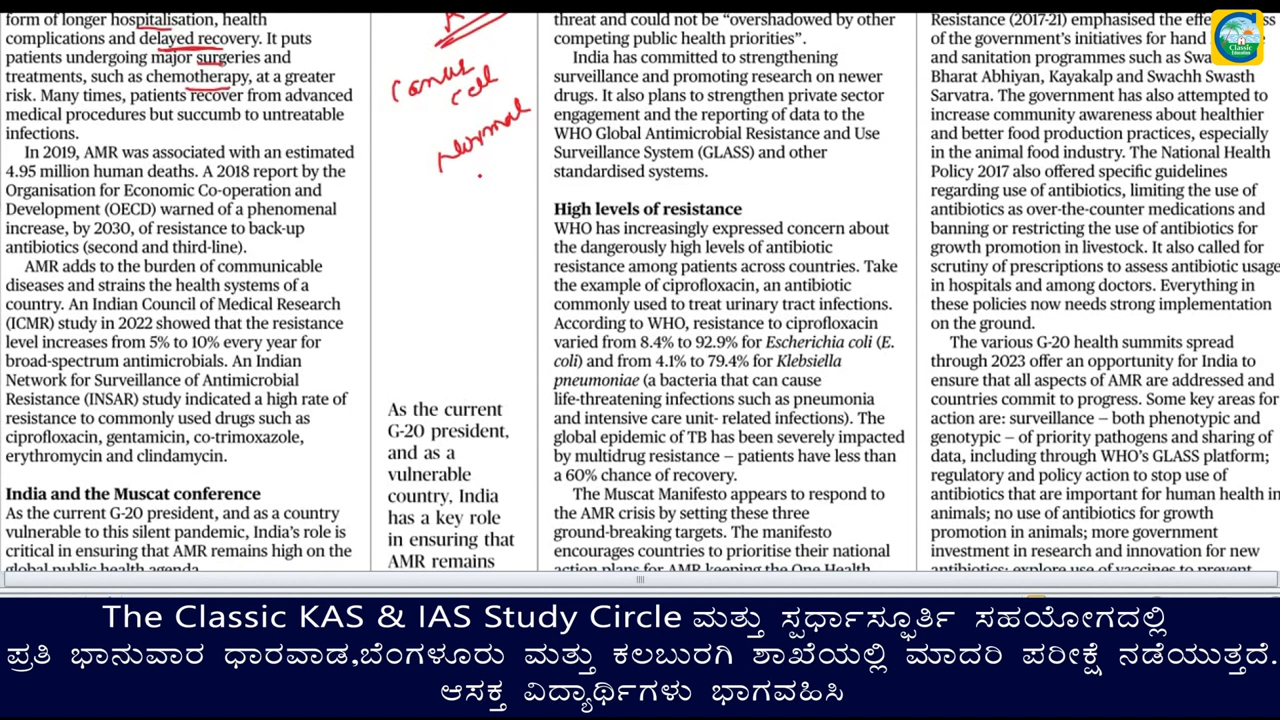 form of longer hospitalisation, health
complications and delayed recovery. It puts
patients undergoing major surgeries and
treatments, such as chemotherapy, at a greater
risk. Many times, patients recover from advanced
medical procedures but succumb to untreatable
infections.
In 2019, AMR was associated with an estimated
4.95 million human deaths. A 2018 report by the
Organisation for Economic Co-operation and
Development (OECD) warned of a phenomenal
increase, by 2030, of resistance to back-up
antibiotics (second and third-line).
AMR adds to the burden of communicable
diseases and strains the health systems of a
country. An Indian Council of Medical Research
(ICMR) study in 2022 showed that the resistance
level increases from 5% to 10% every year for
broad-spectrum antimicrobials. An Indian
Network for Surveillance of Antimicrobial
Resistance (INSAR) study indicated a high rate of
resistance to commonly used drugs such as
ciprofloxacin, gentamicin, co-trimoxazole,
erythromycin and clindamycin.
India and the Muscat conference
As the current G-20 president, and as a country
vulnerable to this silent pandemic, India's role is
critical in ensuring that AMR remains high on the
global public health agenda.
cell
normal
As the current
G-20 president,
and as a
vulnerable
country, India
has a key role
in ensuring that
AMR remains
threat and could not be “overshadowed by other
competing public health priorities”.
India has committed to strengthening
surveillance and promoting research on newer
drugs. It also plans to strengthen private sector
engagement and the reporting of data to the
WHO Global Antimicrobial Resistance and Use
Surveillance System (GLASS) and other
standardised systems.
High levels of resistance
WHO has increasingly expressed concern about
the dangerously high levels of antibiotic
resistance among patients across countries. Take
the example of ciprofloxacin, an antibiotic
commonly used to treat urinary tract infections.
According to WHO, resistance to ciprofloxacin
varied from 8.4% to 92.9% for Escherichia coli (E.
coli) and from 4.1% to 79.4% for Klebsiella
pneumoniae (a bacteria that can cause
life-threatening infections such as pneumonia
and intensive care unit- related infections). The
global epidemic of TB has been severely impacted
by multidrug resistance – patients have less than
a 60% chance of recovery.
The Muscat Manifesto appears to respond to
the AMR crisis by setting these three
ground-breaking targets. The manifesto
encourages countries to prioritise their national
action plans for AMR keeping the One Health
Resistance (2017-21) emphasised the
of the government's initiatives for hand
and sanitation programmes such as
Bharat Abhiyan, Kayakalp and Swachh Swasth
Sarvatra. The government has also attempted to
increase community awareness about healthier
and better food production practices, especially
in the animal food industry. The National Health
Policy 2017 also offered specific guidelines
regarding use of antibiotics, limiting the use of
antibiotics as over-the-counter medications and
banning or restricting the use of antibiotics for
growth promotion in livestock. It also called for
scrutiny of prescriptions to assess antibiotic usage
in hospitals and among doctors. Everything in
these policies now needs strong implementation
on the ground.
The various G-20 health summits spread
through 2023 offer an opportunity for India to
ensure that all aspects of AMR are addressed and
countries commit to progress. Some key areas for
action are: surveillance – both phenotypic and
genotypic – of priority pathogens and sharing of
data, including through WHO's GLASS platform;
regulatory and policy action to stop use of
antibiotics that are important for human health in
animals; no use of antibiotics for growth
promotion in animals; more government
investment in research and innovation for new
antibiotics; explore use of vaccines to prevent
Classic
Education
The Classic KAS & IAS Study Circle ಮತ್ತು ಸ್ಪರ್ಧಾಸ್ಫೂರ್ತಿ ಸಹಯೋಗದಲ್ಲಿ
ಪ್ರತಿ ಭಾನುವಾರ ಧಾರವಾಡ,ಬೆಂಗಳೂರು ಮತ್ತು ಕಲಬುರಗಿ ಶಾಖೆಯಲ್ಲಿ ಮಾದರಿ ಪರೀಕ್ಷೆ ನಡೆಯುತ್ತದೆ.
ಆಸಕ್ತ ವಿದ್ಯಾರ್ಥಿಗಳು ಭಾಗವಹಿಸಿ